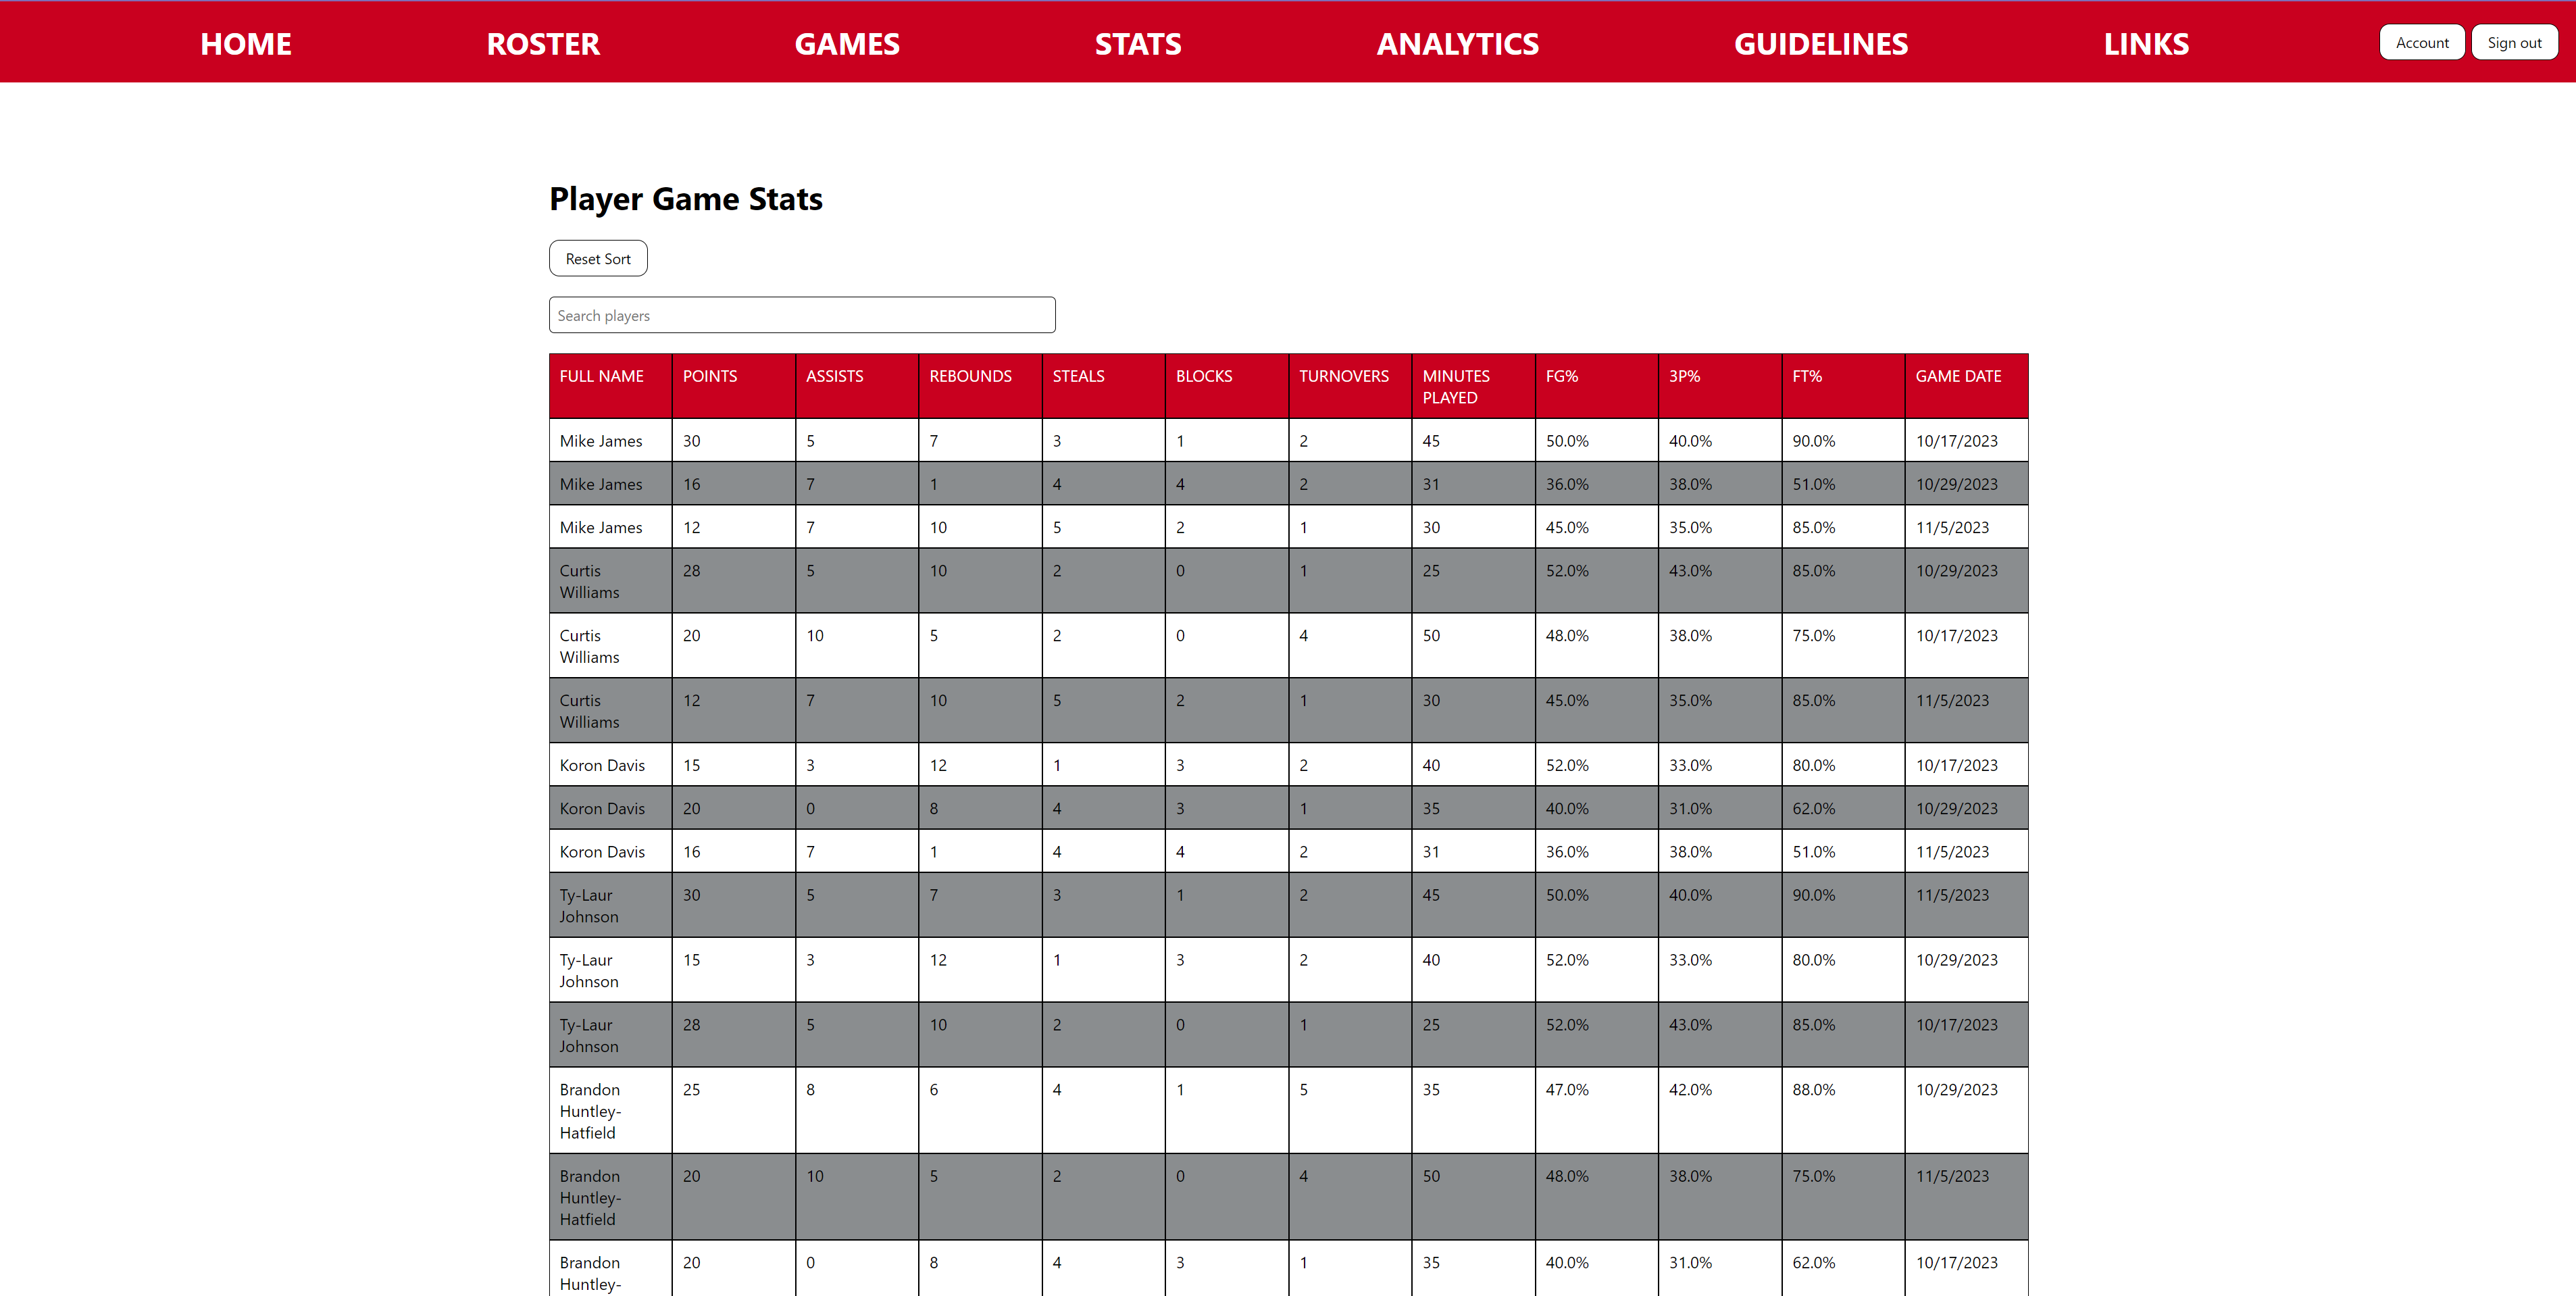 HOME ROSTER GAMES STATS ANALYTICS GUIDELINES LINKS Account Sign out
Player Game Stats
Reset Sort
Search players
FULL NAME POINTS ASSISTS REBOUNDS STEALS BLOCKS TURNOVERS MINUTES PLAYED FG% 3P% FT% GAME DATE
Mike James 30 5 7 3 1 2 45 50.0% 40.0% 90.0% 10/17/2023
Mike James 16 7 1 4 4 2 31 36.0% 38.0% 51.0% 10/29/2023
Mike James 12 7 10 5 2 1 30 45.0% 35.0% 85.0% 11/5/2023
Curtis Williams 28 5 10 2 0 1 25 52.0% 43.0% 85.0% 10/29/2023
Curtis Williams 20 10 5 2 0 4 50 48.0% 38.0% 75.0% 10/17/2023
Curtis Williams 12 7 10 5 2 1 30 45.0% 35.0% 85.0% 11/5/2023
Koron Davis 15 3 12 1 3 2 40 52.0% 33.0% 80.0% 10/17/2023
Koron Davis 20 0 8 4 3 1 35 40.0% 31.0% 62.0% 10/29/2023
Koron Davis 16 7 1 4 4 2 31 36.0% 38.0% 51.0% 11/5/2023
Ty-Laur Johnson 30 5 7 3 1 2 45 50.0% 40.0% 90.0% 11/5/2023
Ty-Laur Johnson 15 3 12 1 3 2 40 52.0% 33.0% 80.0% 10/29/2023
Ty-Laur Johnson 28 5 10 2 0 1 25 52.0% 43.0% 85.0% 10/17/2023
Brandon Huntley-Hatfield 25 8 6 4 1 5 35 47.0% 42.0% 88.0% 10/29/2023
Brandon Huntley-Hatfield 20 10 5 2 0 4 50 48.0% 38.0% 75.0% 11/5/2023
Brandon Huntley- 20 0 8 4 3 1 35 40.0% 31.0% 62.0% 10/17/2023